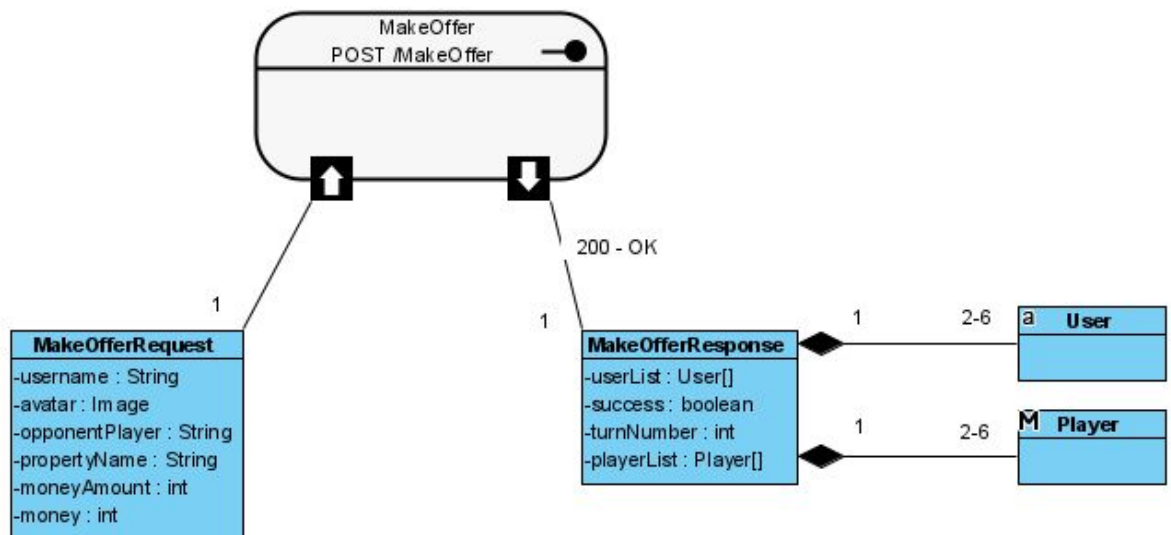 MakeOffer
POST /MakeOffer
200 - OK
1
1
1
2-6
a
User
MakeOfferRequest
-username : String
-avatar : Image
-opponentPlayer : String
-propertyName : String
-moneyAmount : int
-money : int
MakeOfferResponse
-userList : User[]
-success : boolean
-turnNumber : int
-playerList : Player[]
1
2-6
M
Player